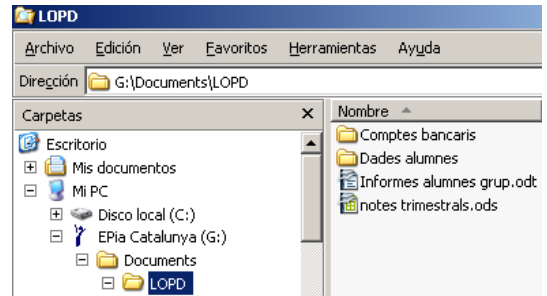 LOPD
Archivo Edición Ver Favoritos Herramientas Ayuda
Dirección G:\Documents\LOPD
Carpetas x
Escritorio
Mis documentos
Mi PC
Disco local (C:)
EPia Catalunya (G:)
Documents
LOPD
Nombre
Comptes bancaris
Dades alumnes
Informes alumnes grup.odt
notes trimestrals.ods